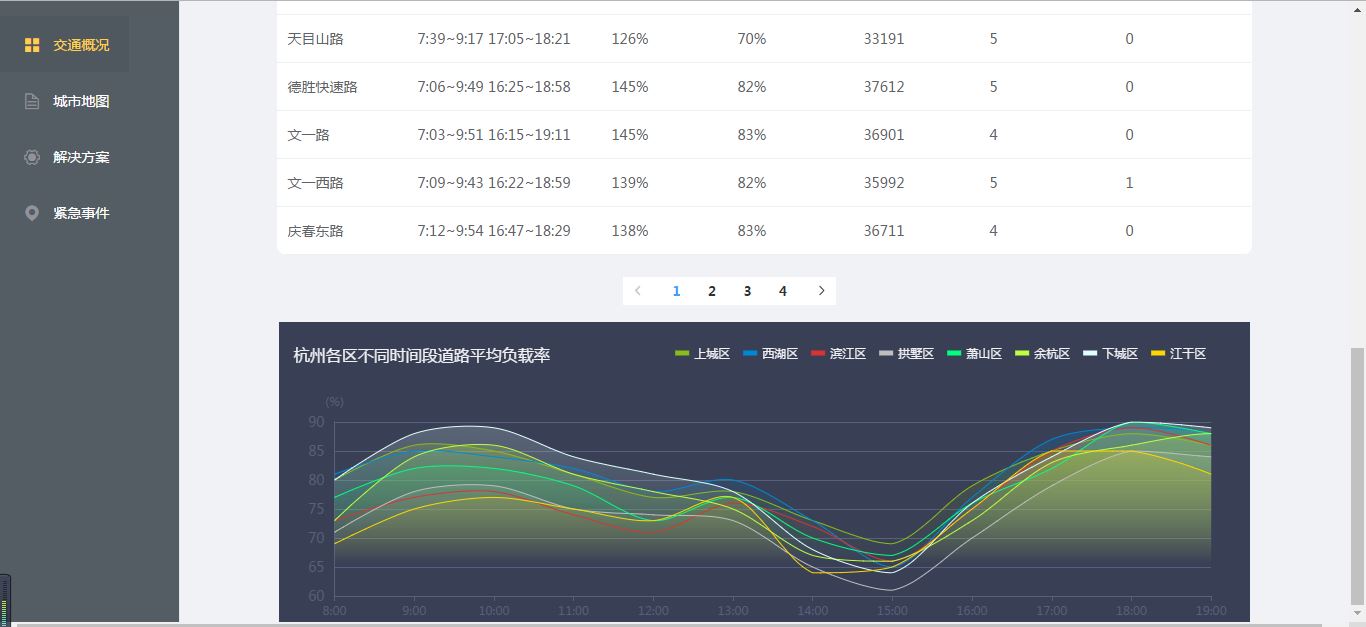 交通概况
城市地图
解决方案
紧急事件
天目山路 7:39~9:17 17:05~18:21 126% 70% 33191 5 0
德胜快速路 7:06~9:49 16:25~18:58 145% 82% 37612 5 0
文一路 7:03~9:51 16:15~19:11 145% 83% 36901 4 0
文一西路 7:09~9:43 16:22~18:59 139% 82% 35992 5 1
庆春东路 7:12~9:54 16:47~18:29 138% 83% 36711 4 0
1 2 3 4
杭州各区不同时间段道路平均负载率 上城区 西湖区 滨江区 拱墅区 萧山区 余杭区 下城区 江干区
(%)
90
85
80
75
70
65
60
8:00 9:00 10:00 11:00 12:00 13:00 14:00 15:00 16:00 17:00 18:00 19:00